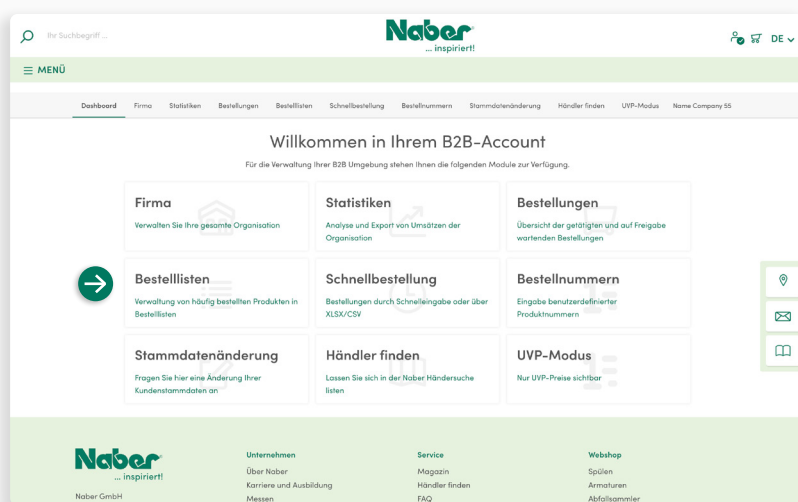 Ihr Suchbegriff ...
Naber
... inspiriert!
DE
MENÜ
Dashboard Firma Statistiken Bestellungen Bestelllisten Schnellbestellung Bestellnummern Stammdatenänderung Händler finden UVP-Modus Name Company 55
Willkommen in Ihrem B2B-Account
Für die Verwaltung Ihrer B2B Umgebung stehen Ihnen die folgenden Module zur Verfügung.
Firma
Verwalten Sie Ihre gesamte Organisation
Statistiken
Analyse und Export von Umsätzen der
Organisation
Bestellungen
Übersicht der getätigten und auf Freigabe
wartenden Bestellungen
Bestelllisten
Verwaltung von häufig bestellten Produkten in
Bestelllisten
Schnellbestellung
Bestellungen durch Schnelleingabe oder über
XLSX/CSV
Bestellnummern
Eingabe benutzerdefinierter
Produktnummern
Stammdatenänderung
Fragen Sie hier eine Änderung Ihrer
Kundenstammdaten an
Händler finden
Lassen Sie sich in der Naber Händersuche
listen
UVP-Modus
Nur UVP-Preise sichtbar
Naber
... inspiriert!
Naber GmbH
Unternehmen
Über Naber
Karriere und Ausbildung
Messen
Service
Magazin
Händler finden
FAQ
Webshop
Spülen
Armaturen
Abfallsammler